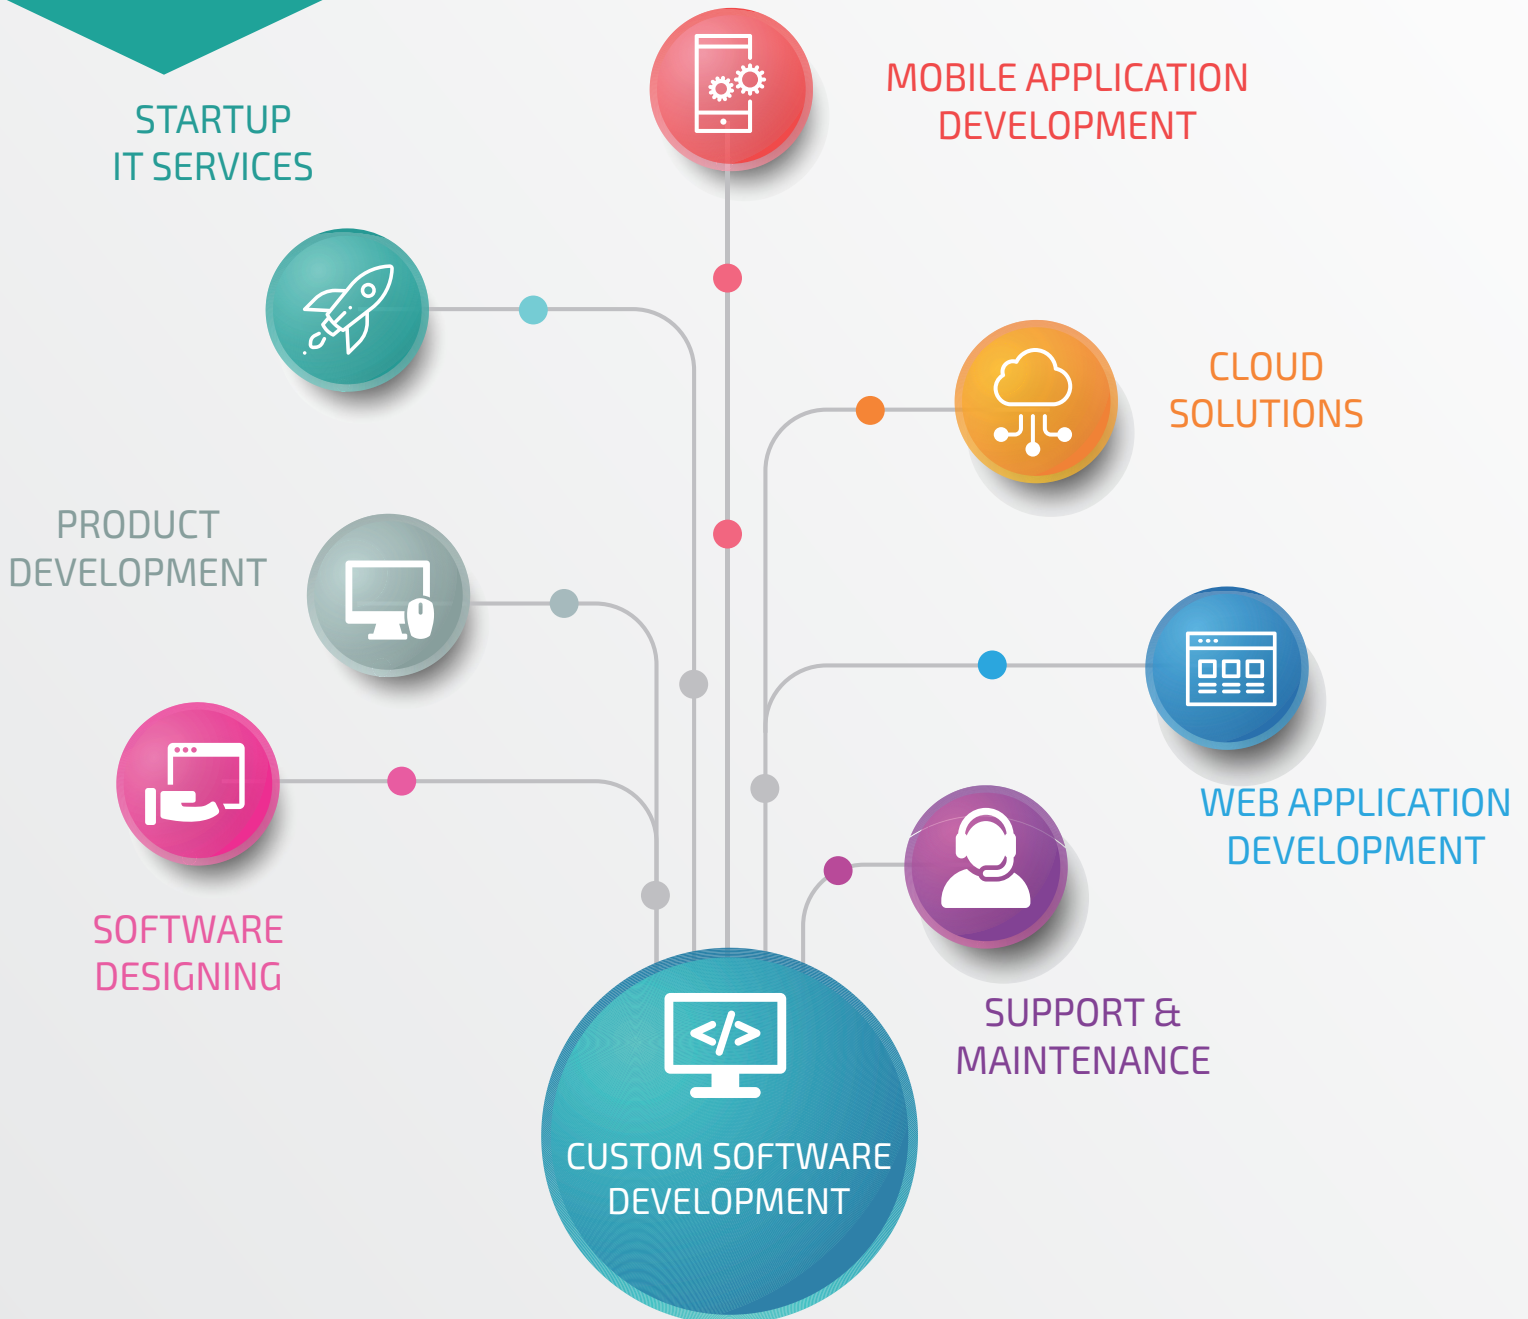 MOBILE APPLICATION
DEVELOPMENT
STARTUP
IT SERVICES
CLOUD
SOLUTIONS
PRODUCT
DEVELOPMENT
WEB APPLICATION
DEVELOPMENT
SOFTWARE
DESIGNING
SUPPORT &
MAINTENANCE
</>
CUSTOM SOFTWARE
DEVELOPMENT